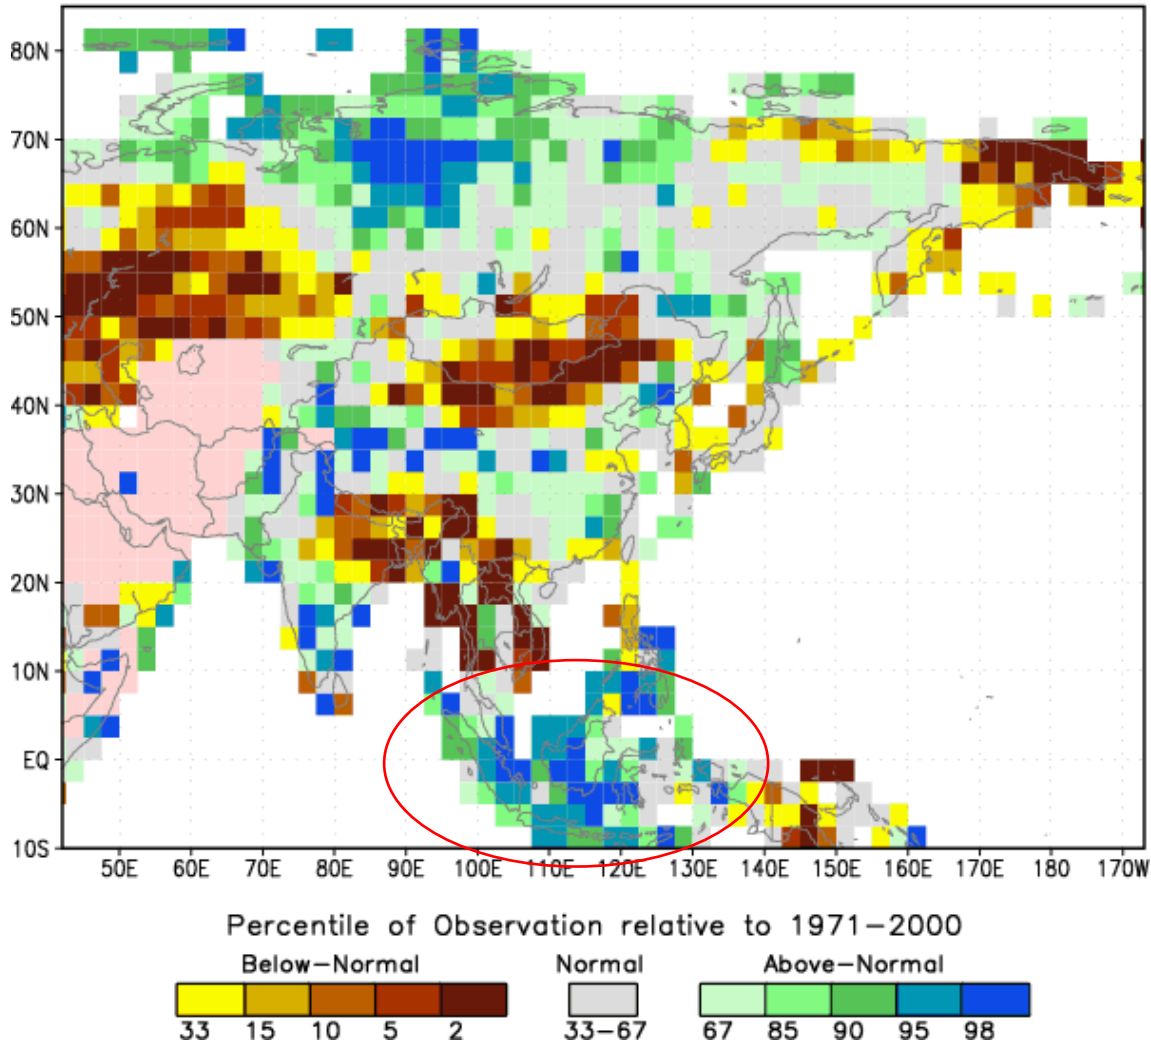 80N
70N
60N
50N
40N
30N
20N
10N
EQ
10S
50E 60E 70E 80E 90E 100E 110E 120E 130E 140E 150E 160E 170E 180 170W
Percentile of Observation relative to 1971-2000
Below-Normal Normal Above-Normal
33 15 10 5 2 33-67 67 85 90 95 98